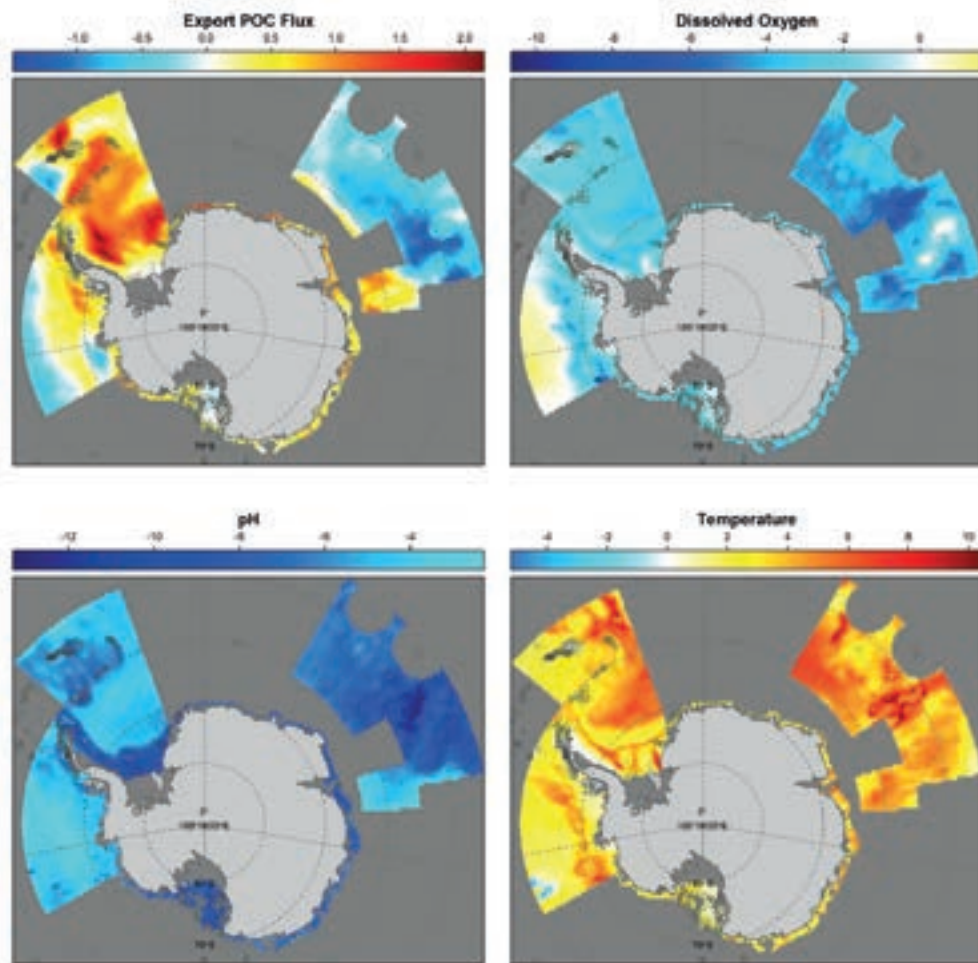 Export POC Flux
-1.0 -0.5 0.0 0.5 1.0 1.5 2.0
Dissolved Oxygen
-10 -8 -6 -4 -2 0
pH
-12 -10 -8 -6 -4
Temperature
-4 -2 0 2 4 6 8 10